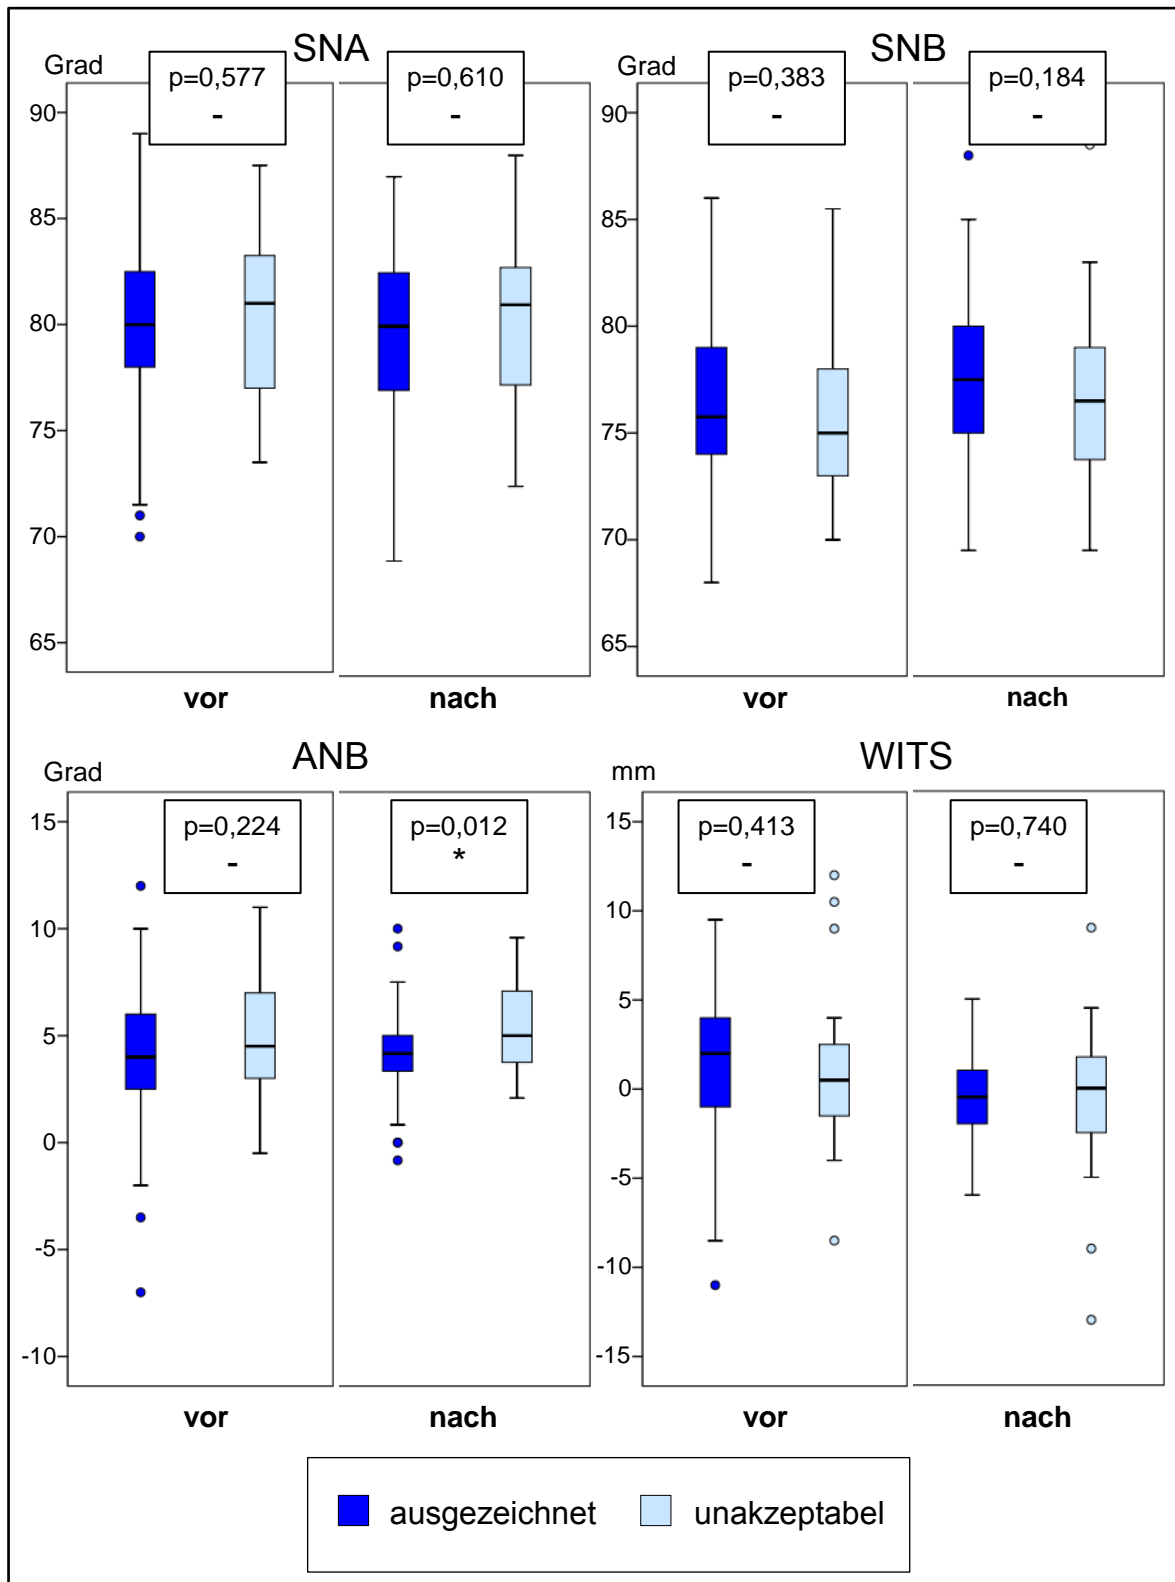 SNA
Grad
p=0,577
-
p=0,610
-
90
85
80
75
70
65
vor
nach
SNB
Grad
p=0,383
-
p=0,184
-
90
85
80
75
70
65
vor
nach
ANB
Grad
p=0,224
-
p=0,012
*
15
10
5
0
-5
-10
vor
nach
WITS
mm
p=0,413
-
p=0,740
-
15
10
5
0
-5
-10
-15
vor
nach
ausgezeichnet
unakzeptabel